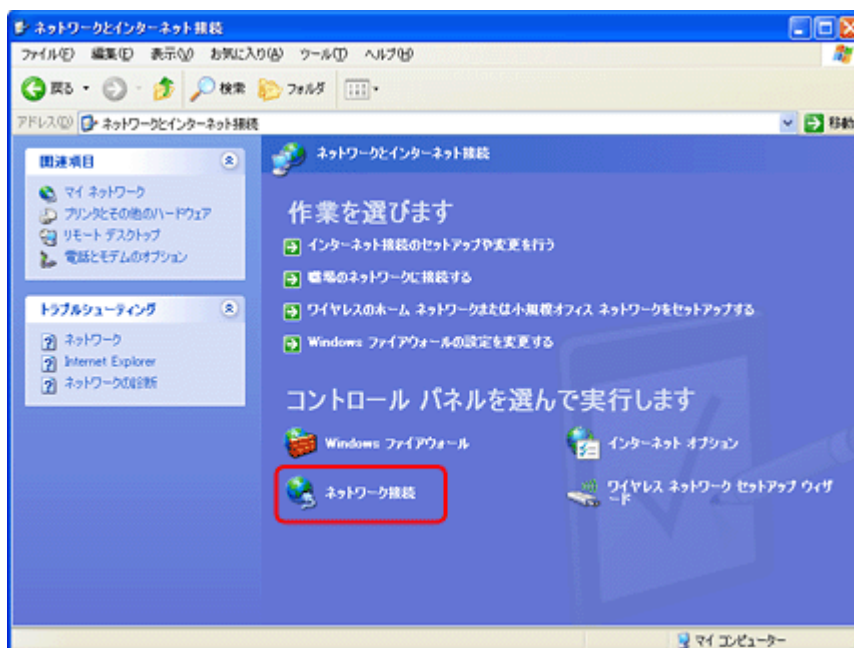 ネットワークとインターネット接続
ファイル(F) 編集(E) 表示(V) お気に入り(A) ツール(T) ヘルプ(H)
戻る 検索 フォルダ
アドレス(D) ネットワークとインターネット接続 移動
関連項目
マイ ネットワーク
プリンタとその他のハードウェア
リモート デスクトップ
電話とモデムのオプション
トラブルシューティング
ネットワーク
Internet Explorer
ネットワークの診断
ネットワークとインターネット接続
作業を選びます
インターネット接続のセットアップや変更を行う
職場のネットワークに接続する
ワイヤレスのホーム ネットワークまたは小規模オフィス ネットワークをセットアップする
Windows ファイアウォールの設定を変更する
コントロール パネルを選んで実行します
Windows ファイアウォール
インターネット オプション
ネットワーク接続
ワイヤレス ネットワーク セットアップ ウィザ
ード
マイ コンピューター